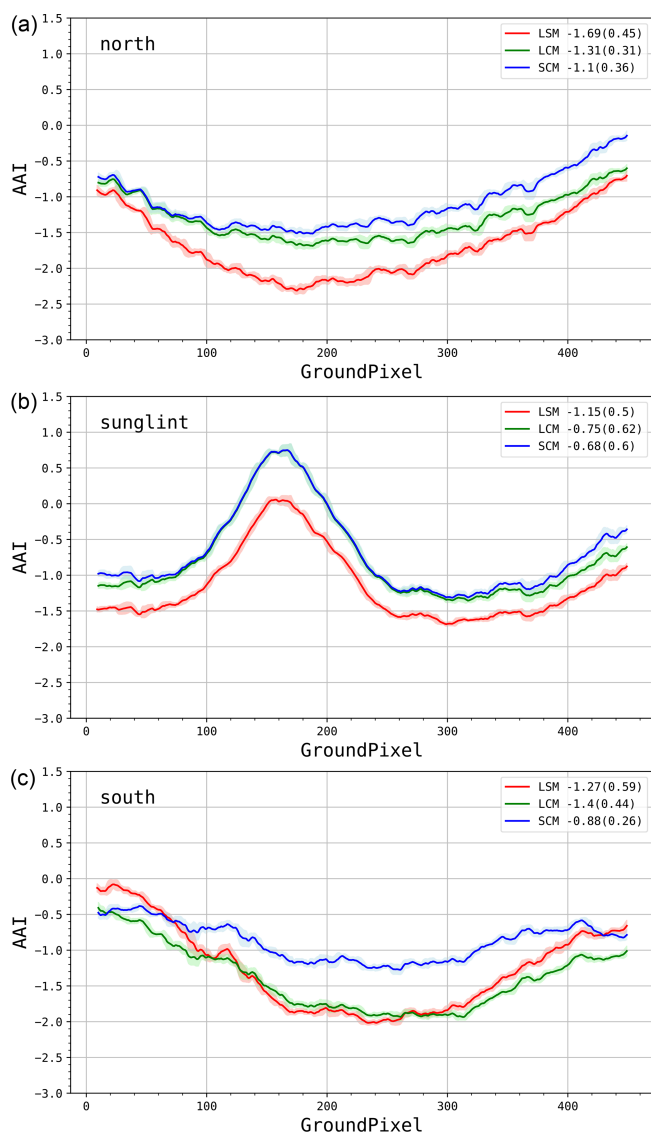 (a)
north
LSM -1.69(0.45)
LCM -1.31(0.31)
SCM -1.1(0.36)
1.5
1.0
0.5
0.0
−0.5
−1.0
−1.5
−2.0
−2.5
−3.0
AAI
0 100 200 300 400
GroundPixel
(b)
sunglint
LSM -1.15(0.5)
LCM -0.75(0.62)
SCM -0.68(0.6)
1.5
1.0
0.5
0.0
−0.5
−1.0
−1.5
−2.0
−2.5
−3.0
AAI
0 100 200 300 400
GroundPixel
(c)
south
LSM -1.27(0.59)
LCM -1.4(0.44)
SCM -0.88(0.26)
1.5
1.0
0.5
0.0
−0.5
−1.0
−1.5
−2.0
−2.5
−3.0
AAI
0 100 200 300 400
GroundPixel